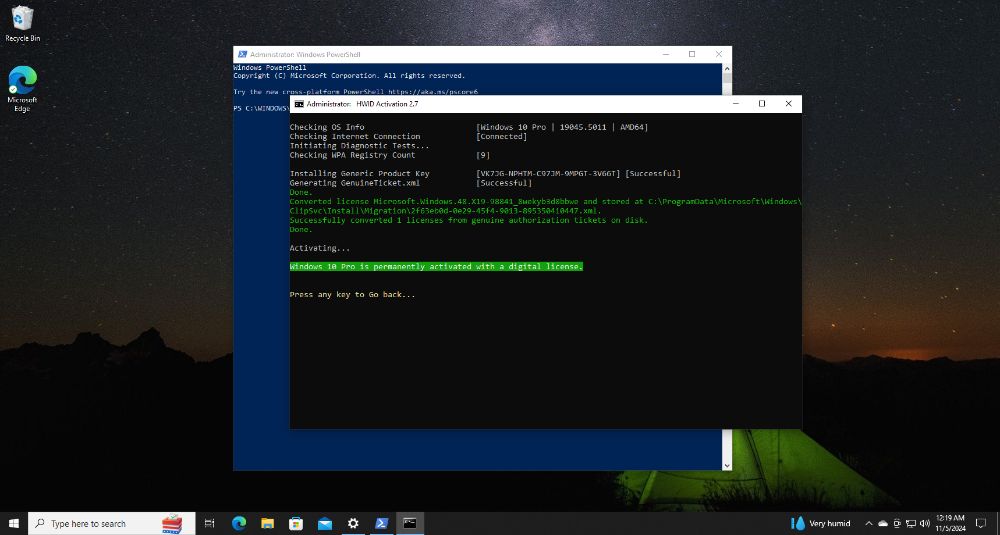 Recycle Bin
Microsoft
Edge
Administrator: Windows PowerShell
Windows PowerShell
Copyright (C) Microsoft Corporation. All rights reserved.
Try the new cross-platform PowerShell https://aka.ms/pscore6
PS C:\WINDOWS\
Administrator:  HWID Activation 2.7
Checking OS Info                        [Windows 10 Pro | 19045.5011 | AMD64]
Checking Internet Connection            [Connected]
Initiating Diagnostic Tests...
Checking WPA Registry Count             [9]
Installing Generic Product Key          [VK7JG-NPHTM-C97JM-9MPGT-3V66T] [Successful]
Generating GenuineTicket.xml            [Successful]
Done.
Converted license Microsoft.Windows.48.X19-98841_8wekyb3d8bbwe and stored at C:\ProgramData\Microsoft\Windows\
ClipSvc\Install\Migration\2f63eb0d-0e29-45f4-9013-895350410447.xml.
Successfully converted 1 licenses from genuine authorization tickets on disk.
Done.
Activating...
Windows 10 Pro is permanently activated with a digital license.
Press any key to Go back...
Type here to search
Very humid
12:19 AM
11/5/2024